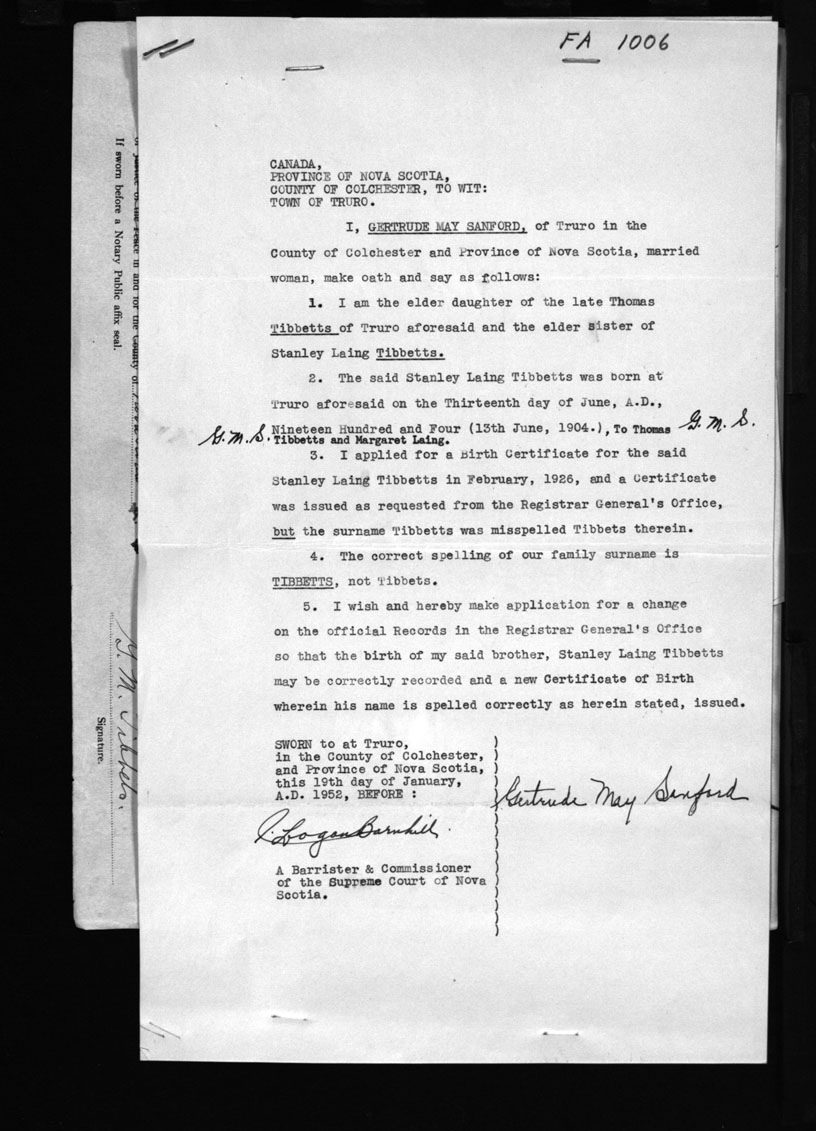 FA 1006
CANADA,
PROVINCE OF NOVA SCOTIA,
COUNTY OF COLCHESTER, TO WIT:
TOWN OF TRURO.
I, GERTRUDE MAY SANFORD, of Truro in the
County of Colchester and Province of Nova Scotia, married
woman, make oath and say as follows:
1. I am the elder daughter of the late Thomas
Tibbetts of Truro aforesaid and the elder sister of
Stanley Laing Tibbetts.
2. The said Stanley Laing Tibbetts was born at
Truro aforesaid on the Thirteenth day of June, A.D.,
Nineteen Hundred and Four (13th June, 1904.), To Thomas G. M. S.
G. M. S. Tibbetts and Margaret Laing.
3. I applied for a Birth Certificate for the said
Stanley Laing Tibbetts in February, 1926, and a Certificate
was issued as requested from the Registrar General's Office,
but the surname Tibbetts was misspelled Tibbets therein.
4. The correct spelling of our family surname is
TIBBETTS, not Tibbets.
5. I wish and hereby make application for a change
on the official Records in the Registrar General's Office
so that the birth of my said brother, Stanley Laing Tibbetts
may be correctly recorded and a new Certificate of Birth
wherein his name is spelled correctly as herein stated, issued.
SWORN to at Truro,
in the County of Colchester,
and Province of Nova Scotia,
this 19th day of January,
A.D. 1952, BEFORE :
Gertrude May Sanford
Logan Barnhill.
A Barrister & Commissioner
of the Supreme Court of Nova
Scotia.
If sworn before a Notary Public affix seal.
G. M. Tibbets.
Signature.